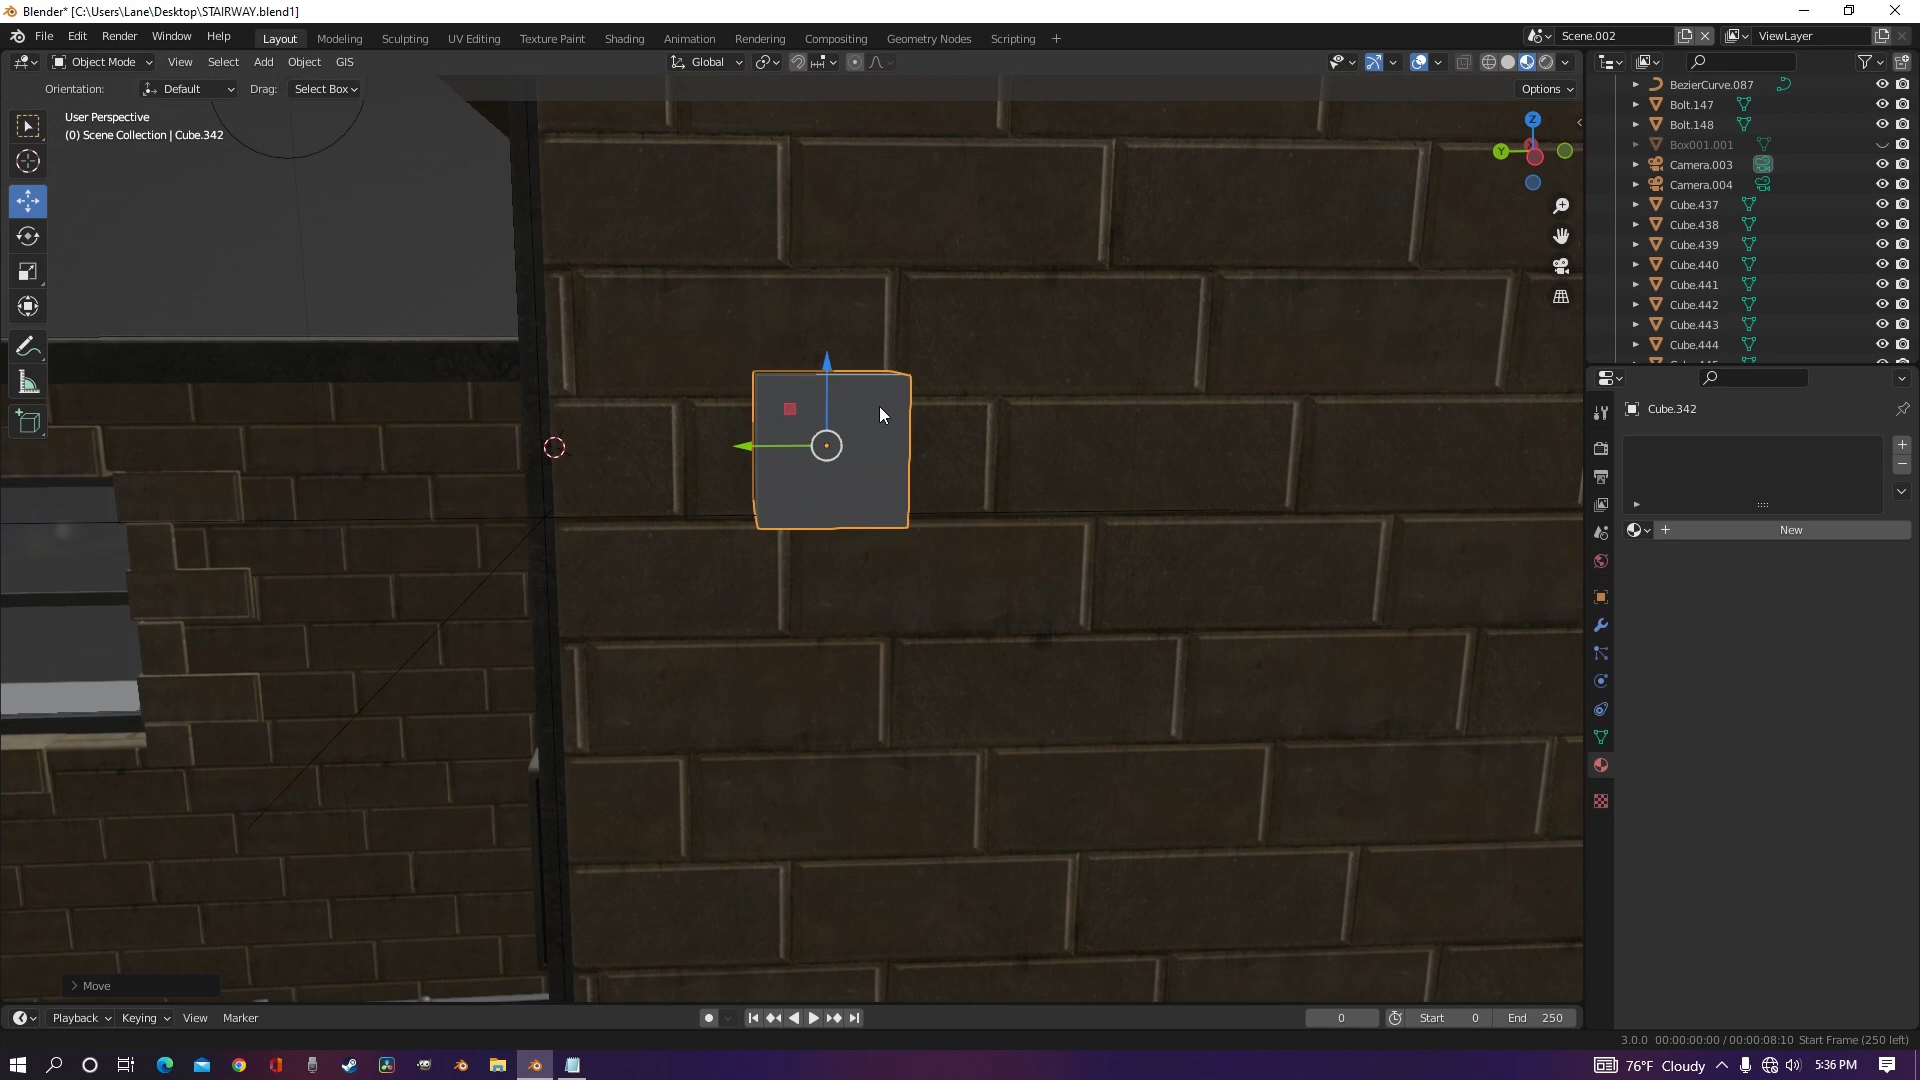 Blender* [C:\Users\Lane\Desktop\STAIRWAY.blend1]
File Edit Render Window Help Layout Modeling Sculpting UV Editing Texture Paint Shading Animation Rendering Compositing Geometry Nodes Scripting + Scene.002 ViewLayer
Object Mode View Select Add Object GIS Global
Orientation: Default Drag: Select Box Options
User Perspective
(0) Scene Collection | Cube.342
Z
Y
BezierCurve.087
Bolt.147
Bolt.148
Box001.001
Camera.003
Camera.004
Cube.437
Cube.438
Cube.439
Cube.440
Cube.441
Cube.442
Cube.443
Cube.444
Cube.342
New
Move
Playback Keying View Marker 0 Start 0 End 250
3.0.0 00:00:00:00 / 00:00:08:10 Start Frame (250 left)
76°F Cloudy 5:36 PM